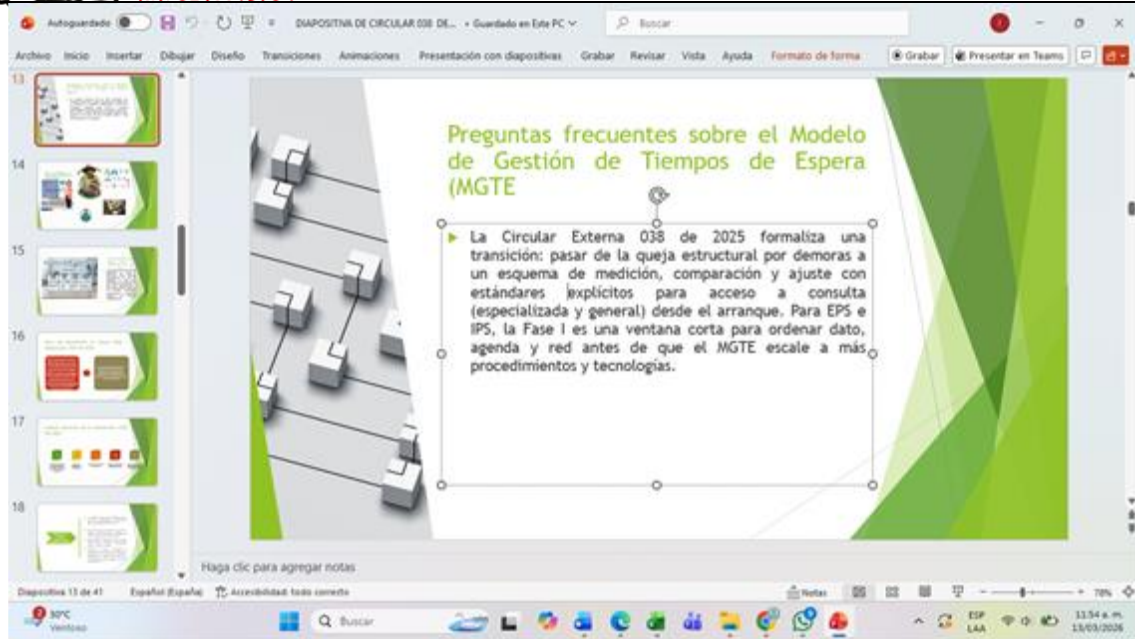 Autoguardado
DIAPOSITIVA DE CIRCULAR 038 DE... • Guardado en Este PC
Buscar
Archivo Inicio Insertar Dibujar Diseño Transiciones Animaciones Presentación con diapositivas Grabar Revisar Vista Ayuda Formato de forma Grabar Presentar en Teams
13
14
15
16
17
18
Preguntas frecuentes sobre el Modelo
de Gestión de Tiempos de Espera
(MGTE
La Circular Externa 038 de 2025 formaliza una
transición: pasar de la queja estructural por demoras a
un esquema de medición, comparación y ajuste con
estándares explícitos para acceso a consulta
(especializada y general) desde el arranque. Para EPS e
IPS, la Fase I es una ventana corta para ordenar dato,
agenda y red antes de que el MGTE escale a más
procedimientos y tecnologías.
Haga clic para agregar notas
Diapositiva 13 de 41 Español (España) Accesibilidad: todo correcto Notas 78%
30°C
Ventoso
Buscar
ESP
LAA
11:54 a. m.
13/03/2026